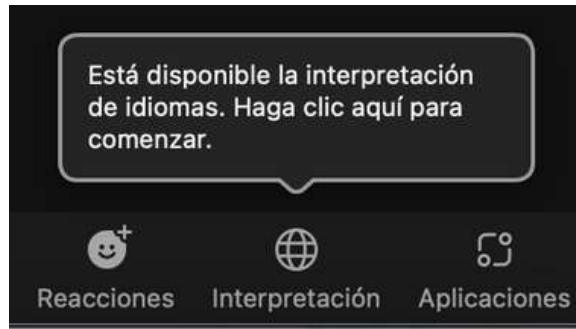 Está disponible la interpretación
de idiomas. Haga clic aquí para
comenzar.
Reacciones Interpretación Aplicaciones